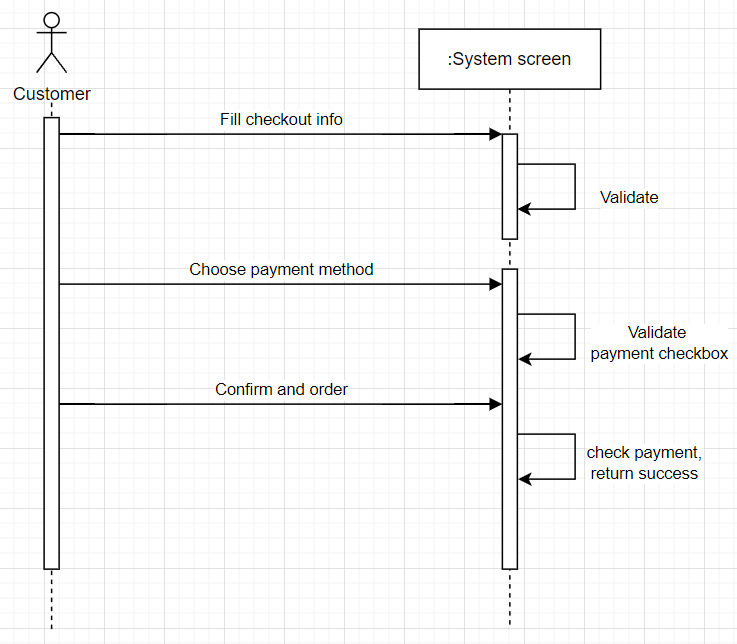 Customer
:System screen
Fill checkout info
Validate
Choose payment method
Validate
payment checkbox
Confirm and order
check payment,
return success